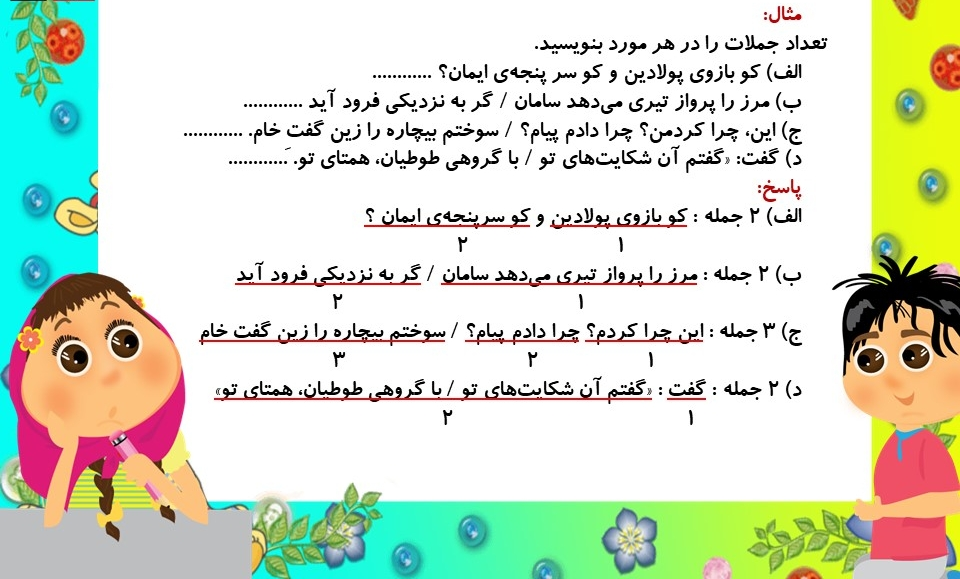 مثال:
تعداد جملات را در هر مورد بنویسید.
الف) کو بازوی پولادین و کو سر پنجه‌ی ایمان؟ ............
ب) مرز را پرواز تیری می‌دهد سامان / گر به نزدیکی فرود آید ............
ج) این، چرا کردمن؟ چرا دادم پیام؟ / سوختم بیچاره را زین گفت خام. ............
د) گفت: «گفتم آن شکایت‌های تو / با گروهی طوطیان، همتای تو. َ............
پاسخ:
الف) ۲ جمله : کو بازوی پولادین و کو سرپنجه‌ی ایمان ؟
۱ ۲
ب) ۲ جمله : مرز را پرواز تیری می‌دهد سامان / گر به نزدیکی فرود آید
۱ ۲
ج) ۳ جمله : این چرا کردم؟ چرا دادم پیام؟ / سوختم بیچاره را زین گفت خام
۱ ۲ ۳
د) ۲ جمله : گفت : «گفتم آن شکایت‌های تو / با گروهی طوطیان، همتای تو»
۱ ۲